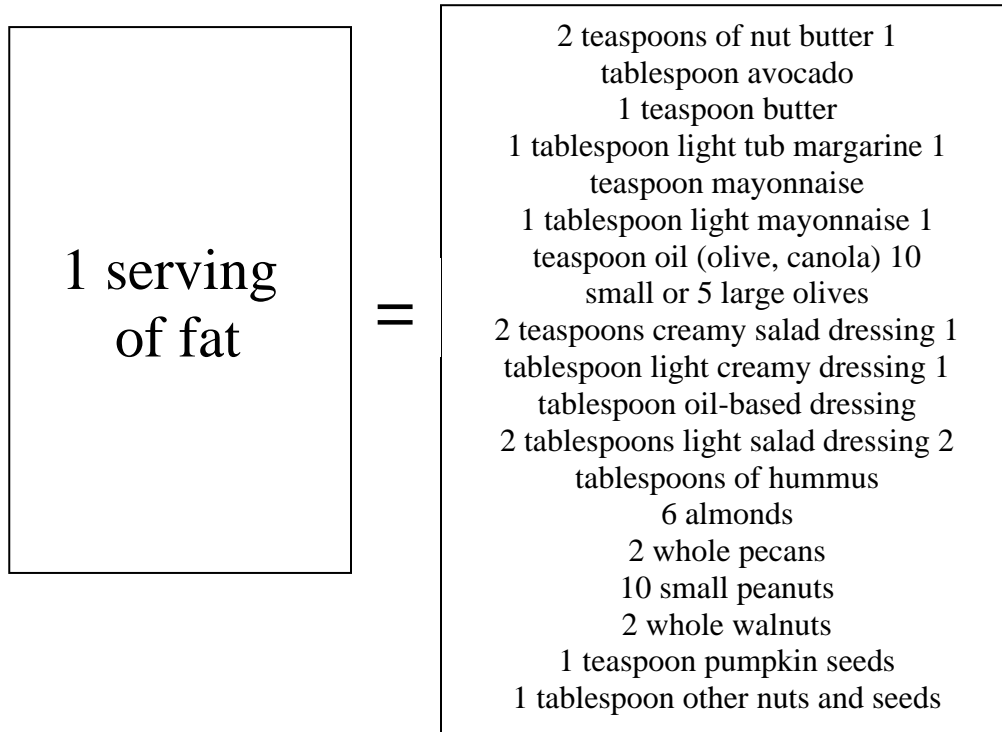 1 serving
of fat
=
2 teaspoons of nut butter 1
tablespoon avocado
1 teaspoon butter
1 tablespoon light tub margarine 1
teaspoon mayonnaise
1 tablespoon light mayonnaise 1
teaspoon oil (olive, canola) 10
small or 5 large olives
2 teaspoons creamy salad dressing 1
tablespoon light creamy dressing 1
tablespoon oil-based dressing
2 tablespoons light salad dressing 2
tablespoons of hummus
6 almonds
2 whole pecans
10 small peanuts
2 whole walnuts
1 teaspoon pumpkin seeds
1 tablespoon other nuts and seeds